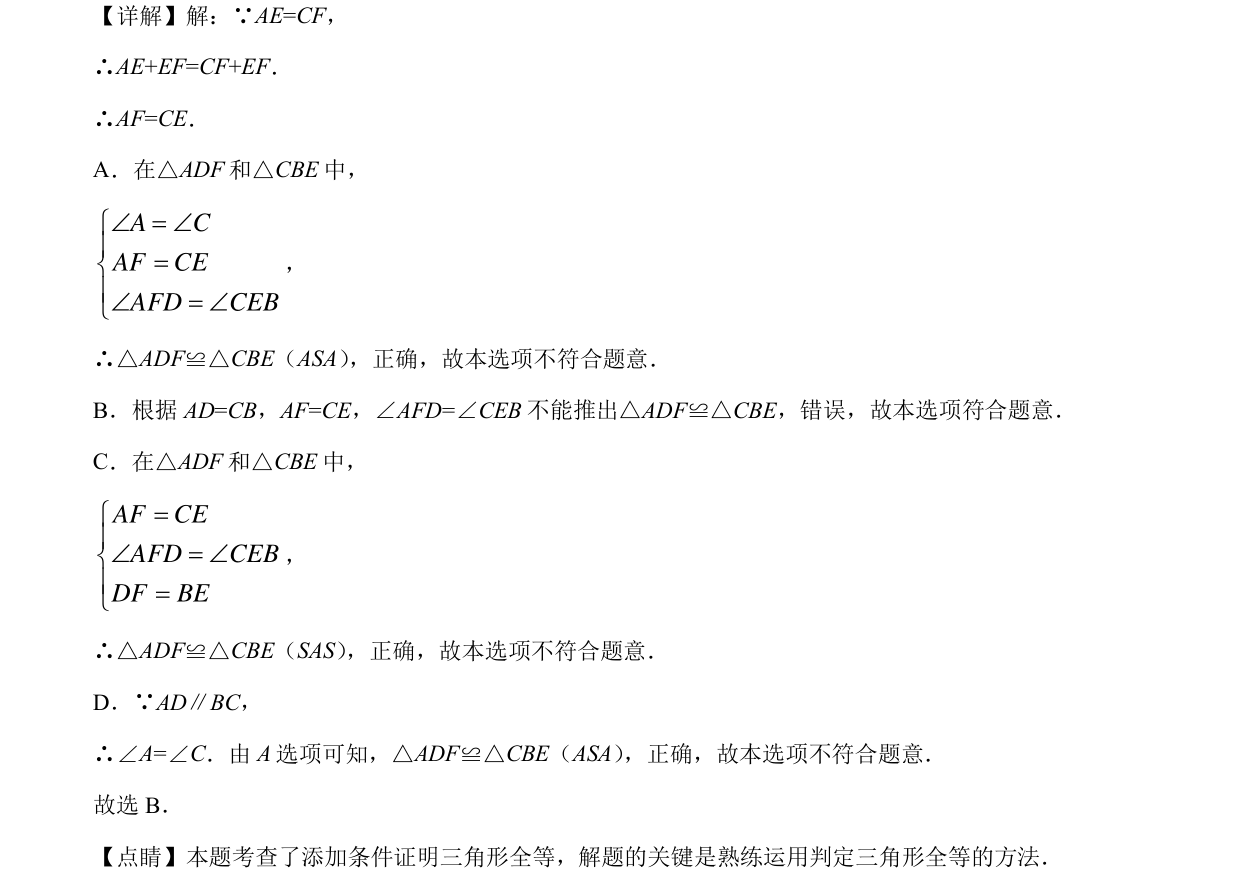 【详解】解：∵AE=CF，
∴AE+EF=CF+EF．
∴AF=CE．
A．在△ADF和△CBE中，
∠A = ∠C
AF = CE ，
∠AFD = ∠CEB
∴△ADF≌△CBE（ASA），正确，故本选项不符合题意．
B．根据AD=CB，AF=CE，∠AFD=∠CEB不能推出△ADF≌△CBE，错误，故本选项符合题意．
C．在△ADF和△CBE中，
AF = CE
∠AFD = ∠CEB ，
DF = BE
∴△ADF≌△CBE（SAS），正确，故本选项不符合题意．
D．∵AD∥BC，
∴∠A=∠C．由A选项可知，△ADF≌△CBE（ASA），正确，故本选项不符合题意．
故选B．
【点睛】本题考查了添加条件证明三角形全等，解题的关键是熟练运用判定三角形全等的方法．